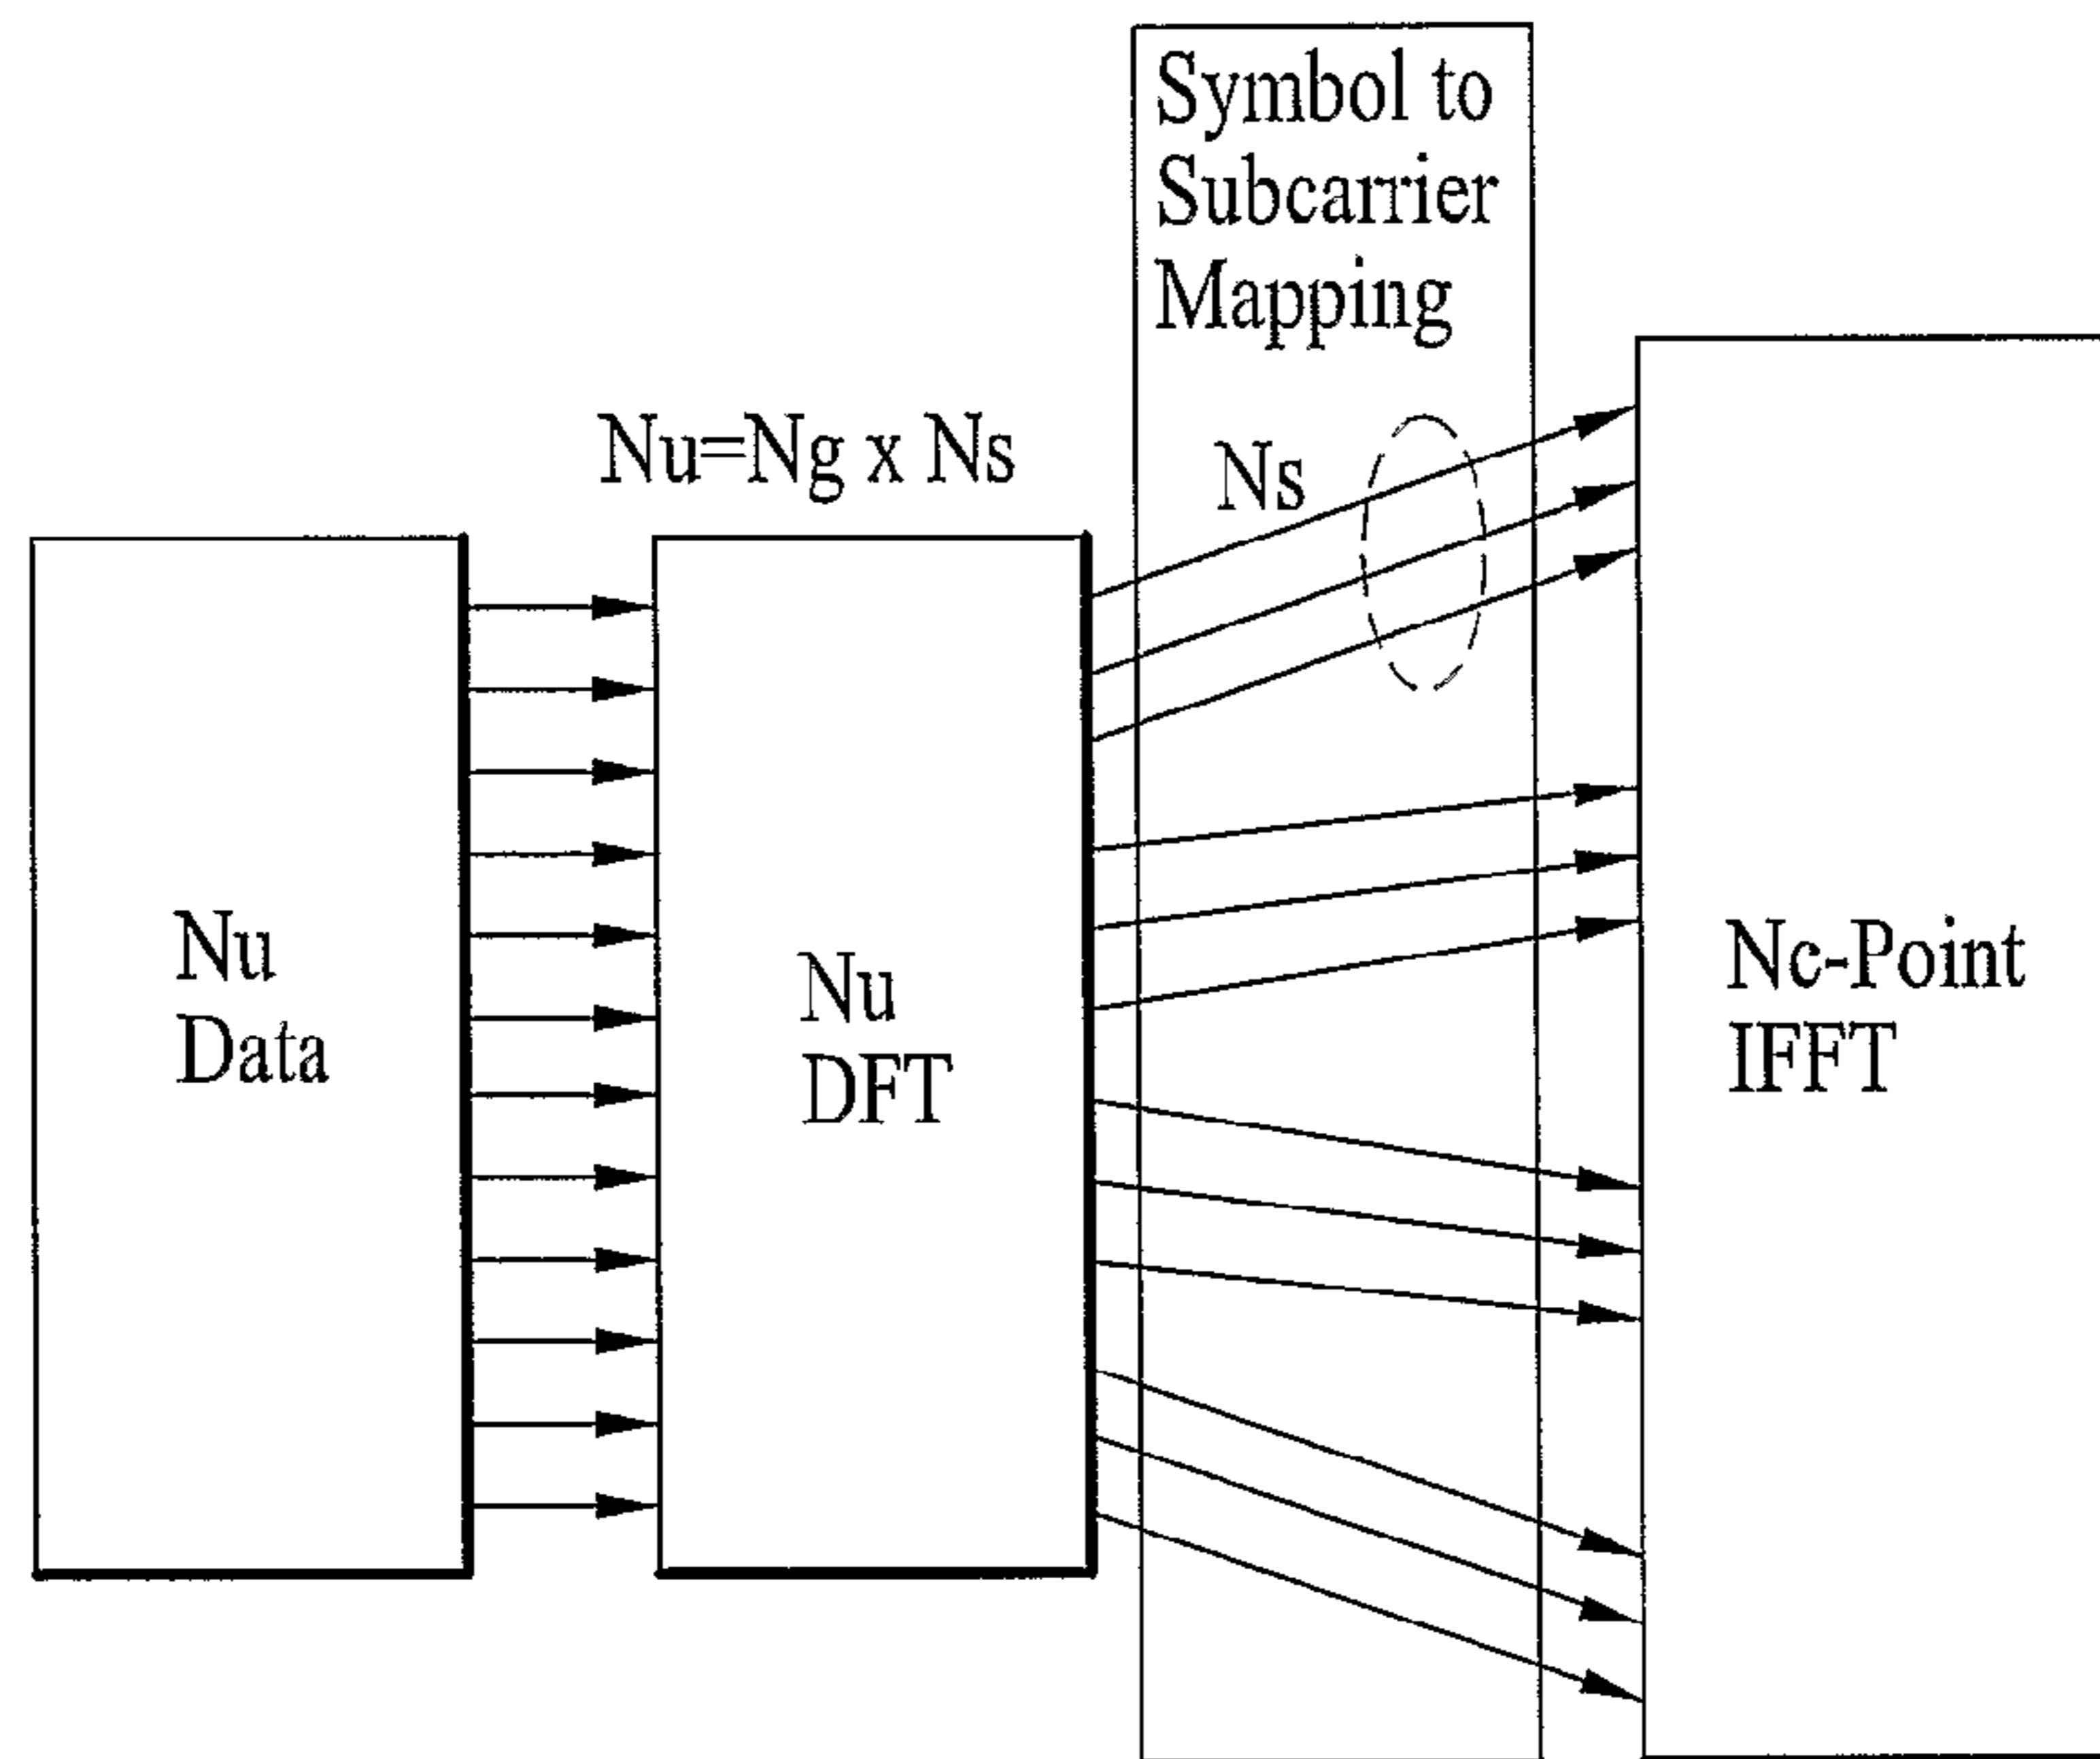 Symbol to
Subcarrier
Mapping
Nu=Ng x Ns
Ns
Nu
Data
Nu
DFT
Nc-Point
IFFT